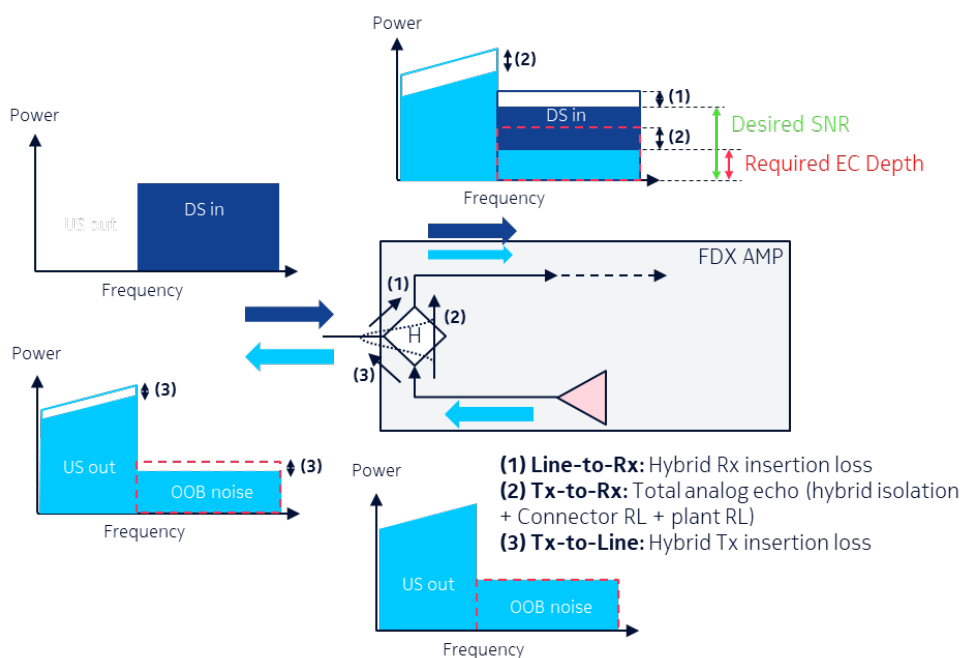 Power
(2)
(1)
DS in
(2)
Desired SNR
Required EC Depth
Frequency
Power
US out
DS in
Frequency
FDX AMP
(1)
H
(2)
(3)
Power
(3)
US out
(3)
OOB noise
Frequency
Power
US out
OOB noise
Frequency
(1) Line-to-Rx: Hybrid Rx insertion loss
(2) Tx-to-Rx: Total analog echo (hybrid isolation
+ Connector RL + plant RL)
(3) Tx-to-Line: Hybrid Tx insertion loss